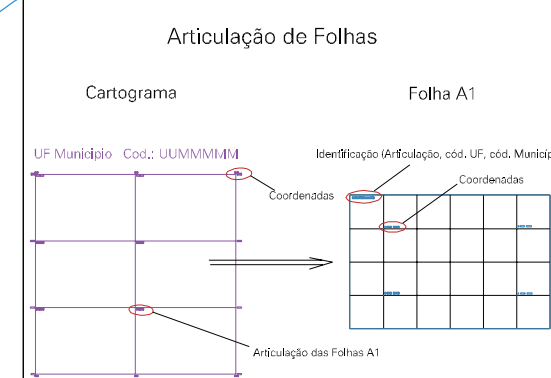 Articulação de Folhas
Cartograma
Folha A1
UF Municipio Cod.: UUMMMMM
Identificação (Articulação, cód. UF, cód. Municíp
Coordenadas
Coordenadas
Articulação das Folhas A1